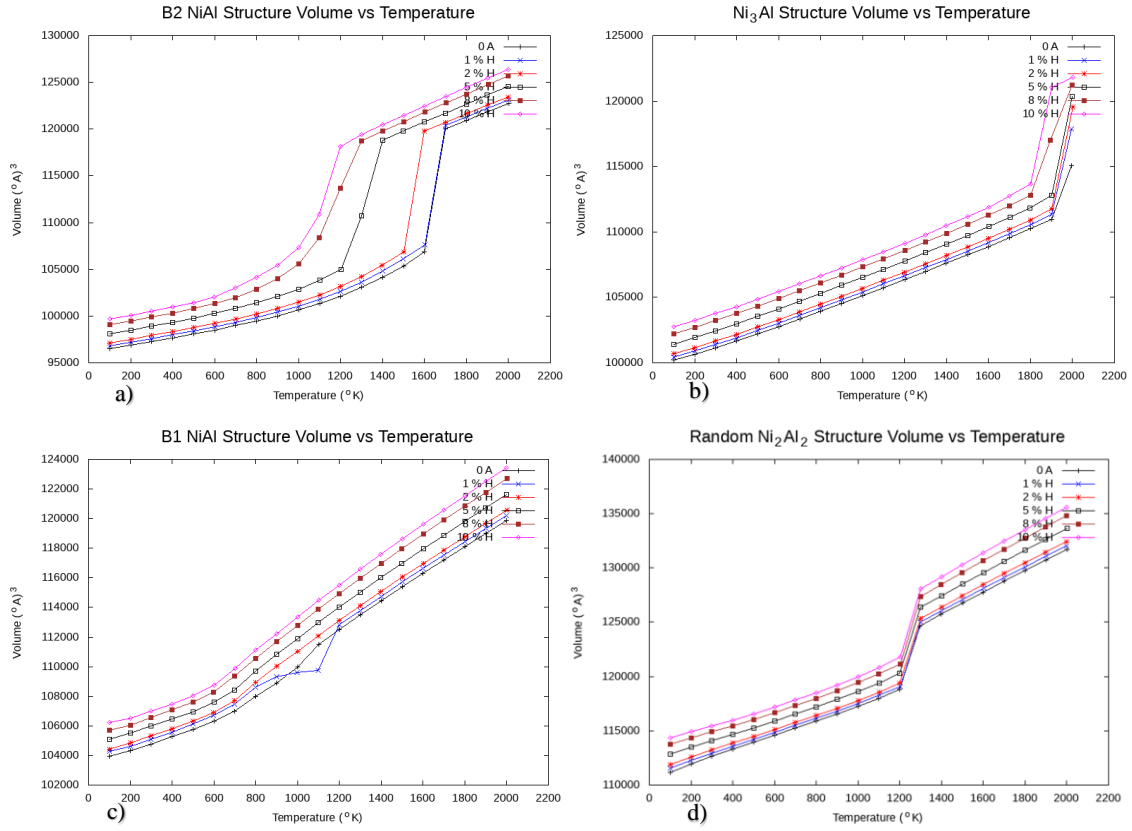 B2 NiAl Structure Volume vs Temperature
130000
125000
120000
115000
110000
105000
100000
95000
Volume (° A)³
0 A
1 % H
2 % H
5 % H
8 % H
10 % H
0 200 400 600 800 1000 1200 1400 1600 1800 2000 2200
Temperature (° K)
a)
Ni₃Al Structure Volume vs Temperature
125000
120000
115000
110000
105000
100000
Volume (° A)³
0 A
1 % H
2 % H
5 % H
8 % H
10 % H
0 200 400 600 800 1000 1200 1400 1600 1800 2000 2200
Temperature (° K)
b)
B1 NiAl Structure Volume vs Temperature
124000
122000
120000
118000
116000
114000
112000
110000
108000
106000
104000
102000
Volume (° A)³
0 A
1 % H
2 % H
5 % H
8 % H
10 % H
0 200 400 600 800 1000 1200 1400 1600 1800 2000 2200
Temperature (° K)
c)
Random Ni₂Al₂ Structure Volume vs Temperature
140000
135000
130000
125000
120000
115000
110000
Volume (° A)³
0 A
1 % H
2 % H
5 % H
8 % H
10 % H
0 200 400 600 800 1000 1200 1400 1600 1800 2000 2200
Temperature (° K)
d)